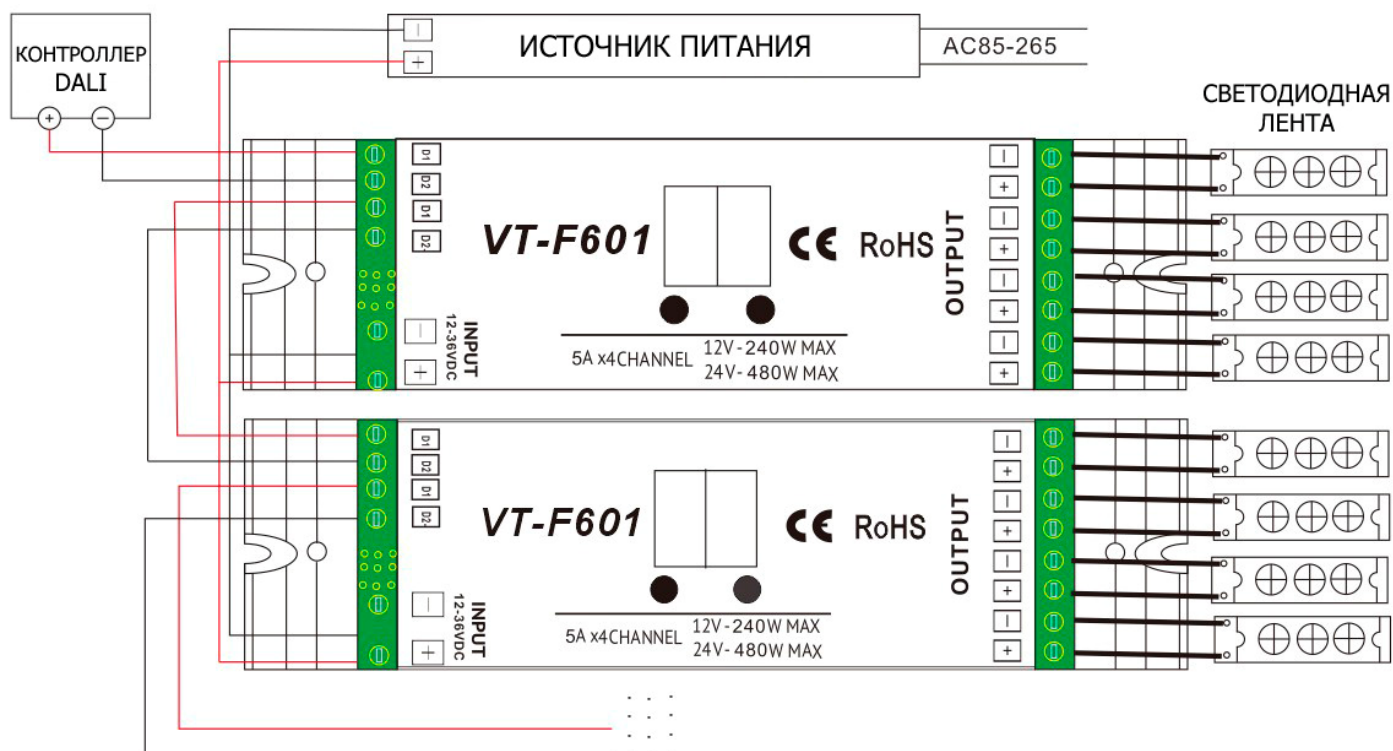 КОНТРОЛЛЕР
DALI
+
−
−
+
ИСТОЧНИК ПИТАНИЯ
AC85-265
СВЕТОДИОДНАЯ
ЛЕНТА
D1
D2
D1
D2-
−
+
INPUT
12-36VDC
VT-F601
CE RoHS
5A x4CHANNEL
12V-240W MAX
24V- 480W MAX
OUTPUT
−
+
−
+
−
+
−
+
D1
D2
D1
D2-
−
+
INPUT
12-36VDC
VT-F601
CE RoHS
5A x4CHANNEL
12V-240W MAX
24V- 480W MAX
OUTPUT
−
+
−
+
−
+
−
+